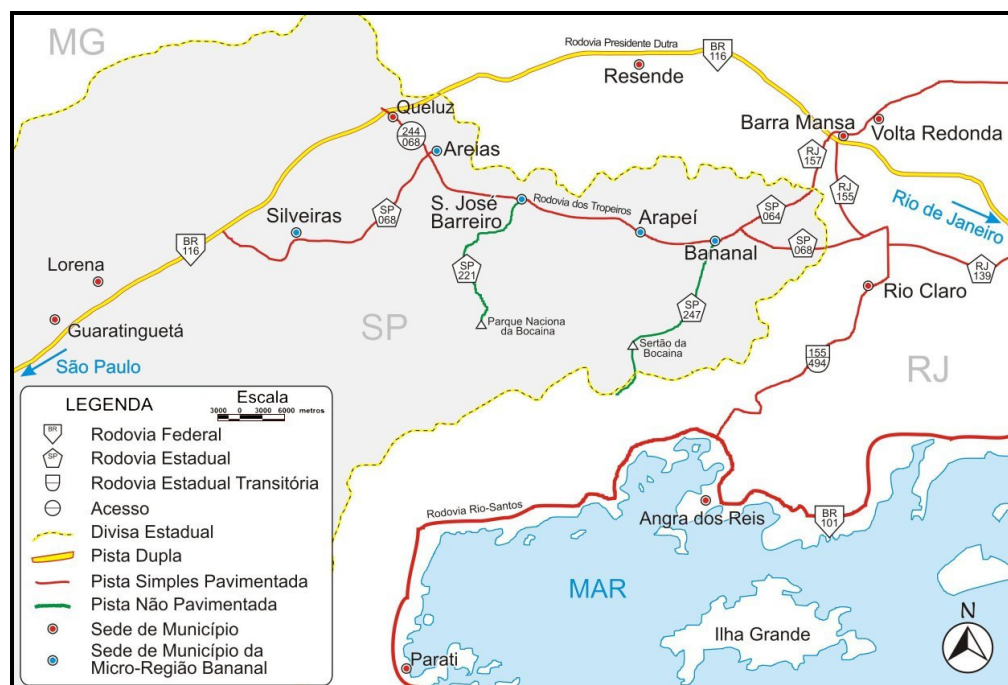 MG
Rodovia Presidente Dutra
BR
116
Resende
Queluz
244
068
Areias
Barra Mansa
Volta Redonda
RJ
157
RJ
155
S. José
Barreiro
Rodovia dos Tropeiros
Arapeí
SP
064
Rio de Janeiro
Silveiras
SP
068
Bananal
SP
068
BR
116
Lorena
SP
221
RJ
139
Rio Claro
Guaratinguetá
SP
Parque Naciona
da Bocaina
SP
247
Sertão da
Bocaina
155
494
RJ
São Paulo
LEGENDA
Escala
3000 0 3000 6000 metros
BR
Rodovia Federal
SP
Rodovia Estadual
Rodovia Estadual Transitória
Acesso
Divisa Estadual
Pista Dupla
Pista Simples Pavimentada
Pista Não Pavimentada
Sede de Município
Sede de Município da
Micro-Região Bananal
Rodovia Rio-Santos
Angra dos Reis
BR
101
MAR
Ilha Grande
Parati
N